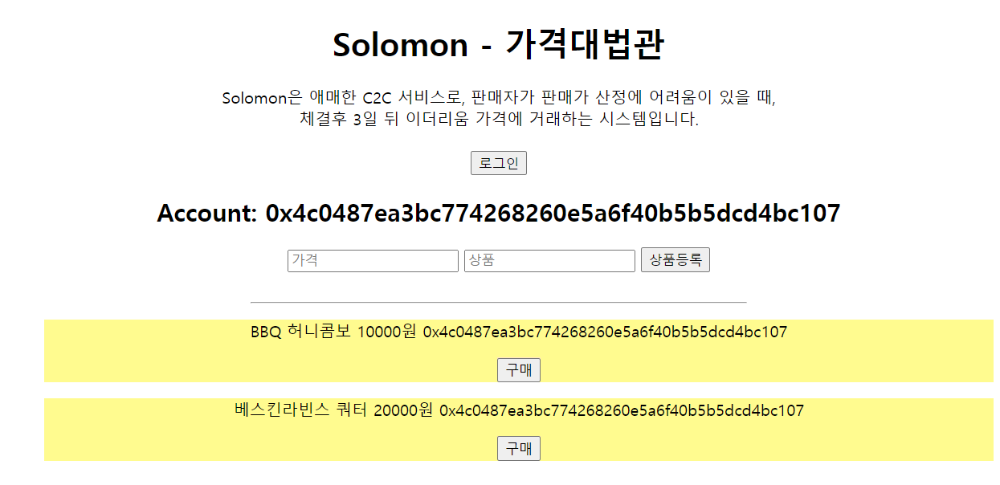 Solomon - 가격대법관
Solomon은 애매한 C2C 서비스로, 판매자가 판매가 산정에 어려움이 있을 때,
체결후 3일 뒤 이더리움 가격에 거래하는 시스템입니다.
로그인
Account: 0x4c0487ea3bc774268260e5a6f40b5b5dcd4bc107
가격 상품 상품등록
BBQ 허니콤보 10000원 0x4c0487ea3bc774268260e5a6f40b5b5dcd4bc107
구매
베스킨라빈스 쿼터 20000원 0x4c0487ea3bc774268260e5a6f40b5b5dcd4bc107
구매